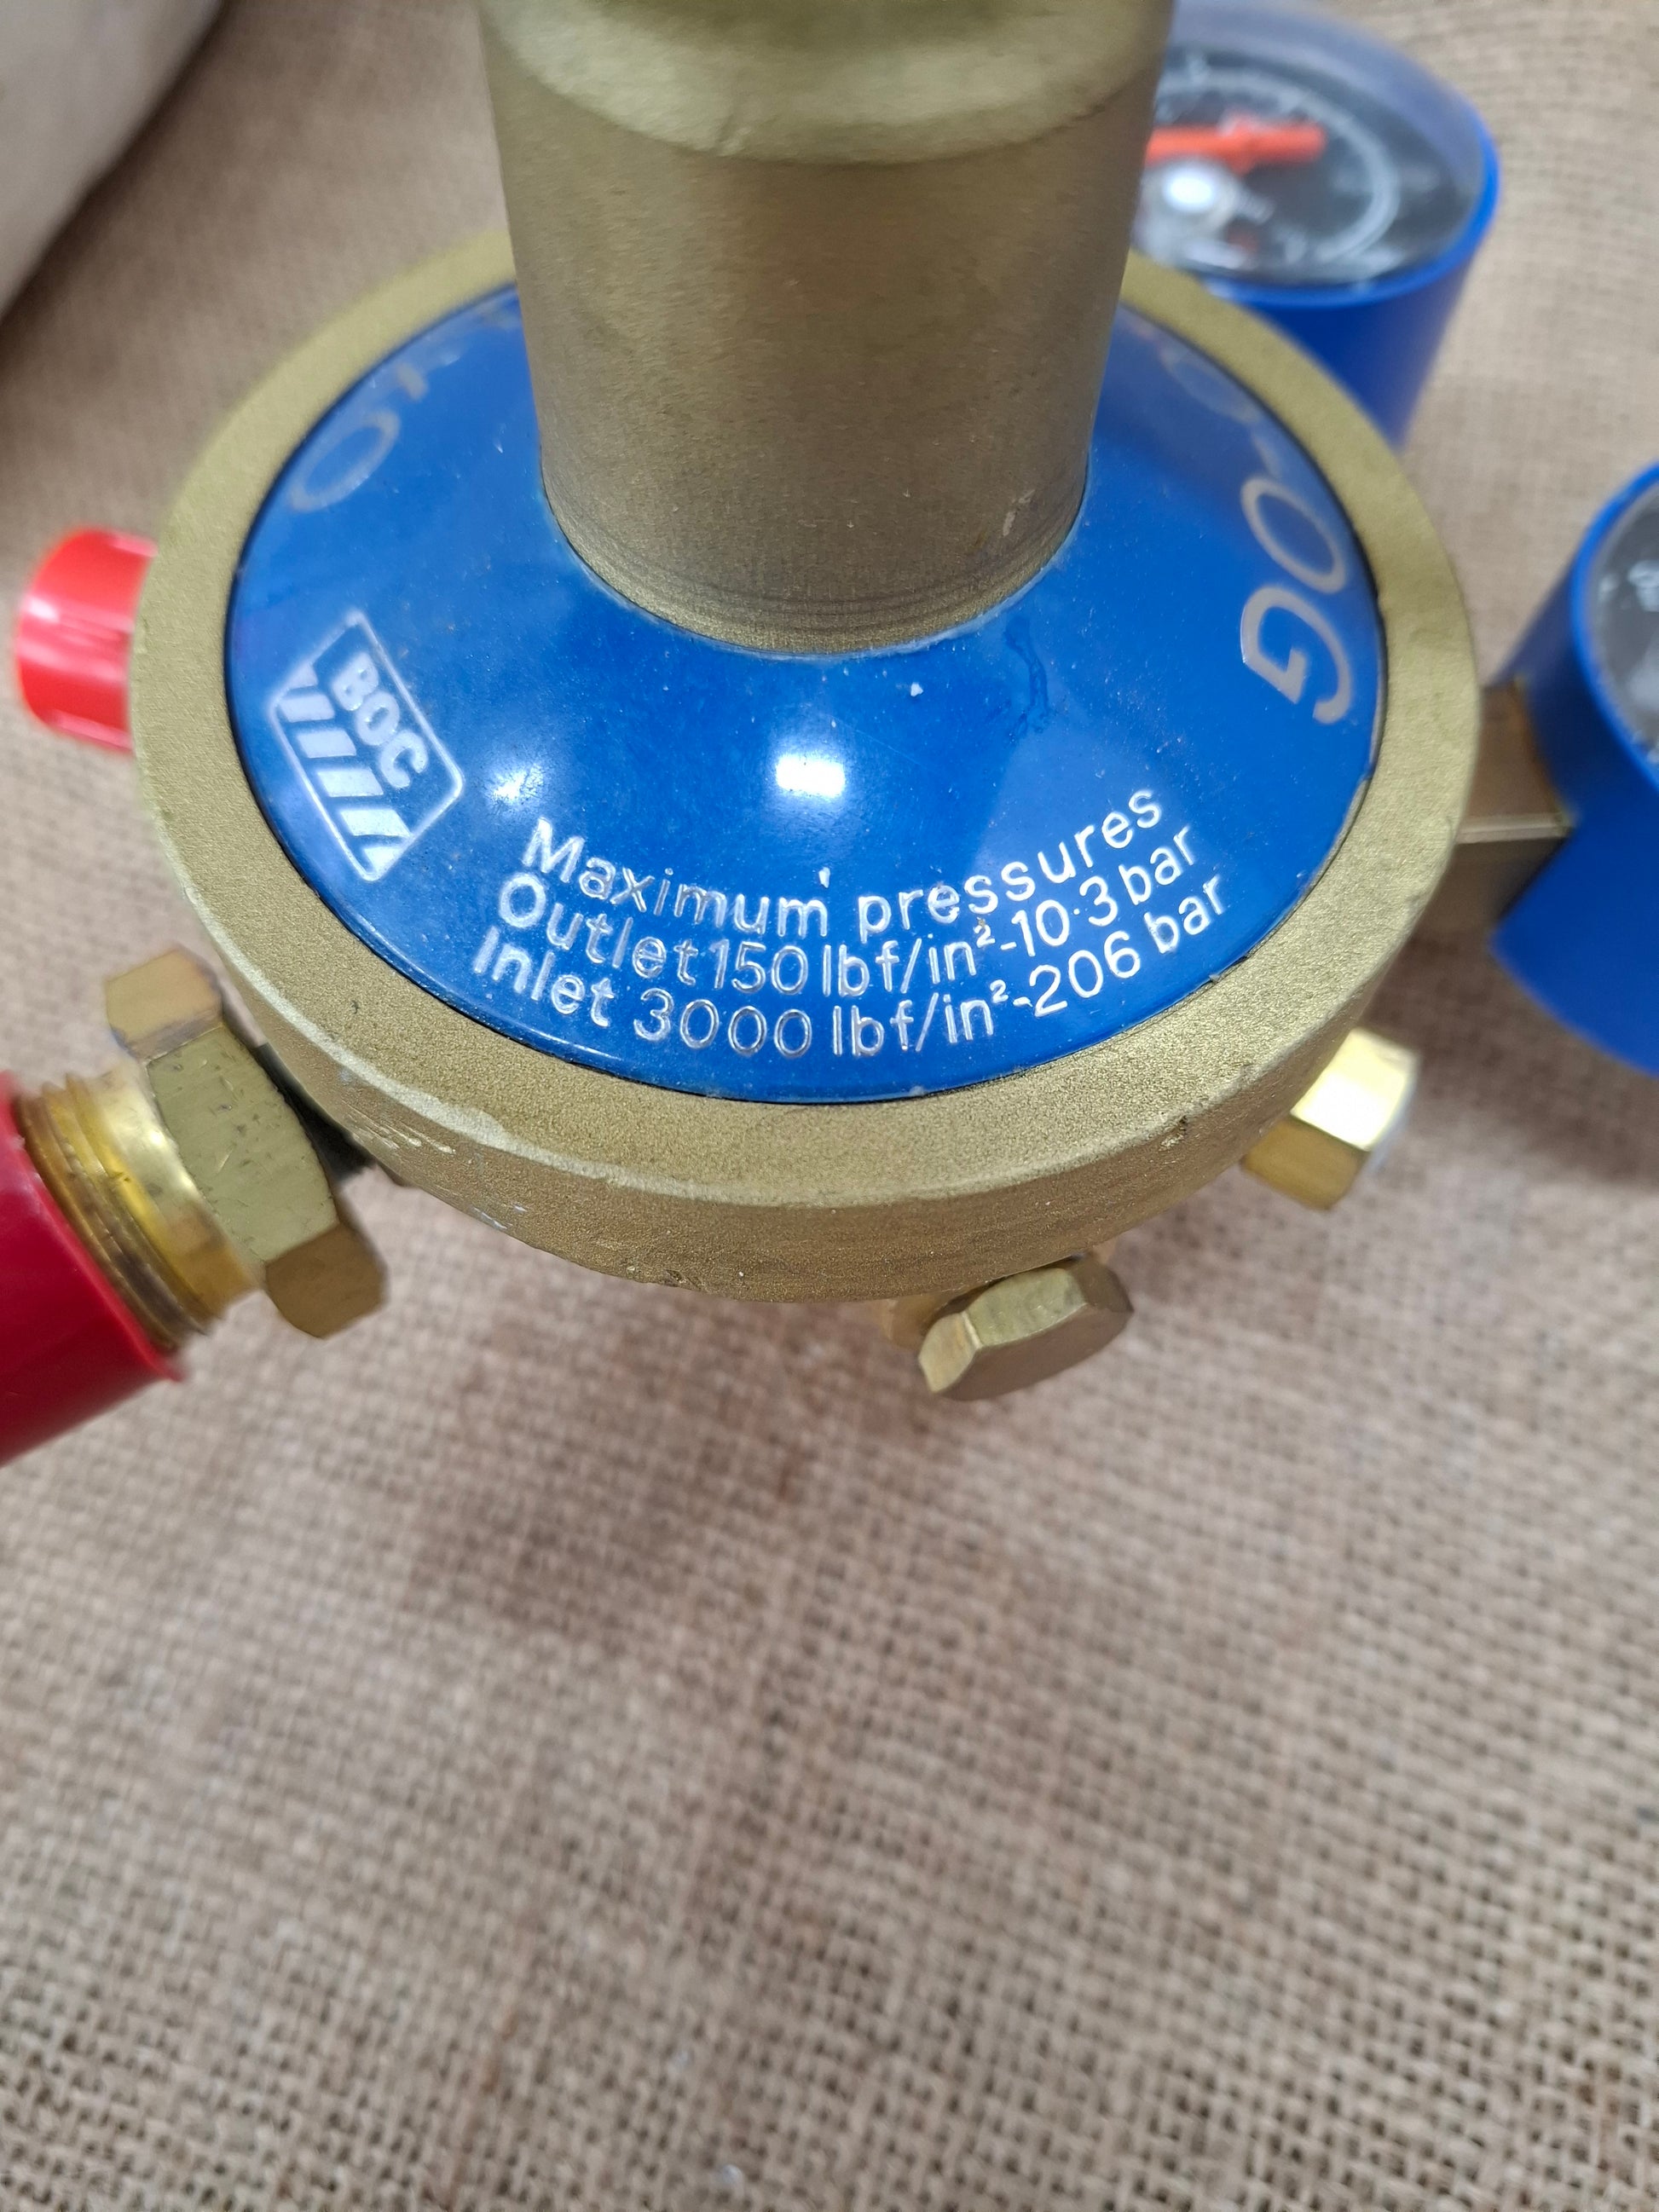 BOC
Maximum pressures
Outlet 150 lbf/in²-10·3 bar
Inlet 3000 lbf/in²-206 bar